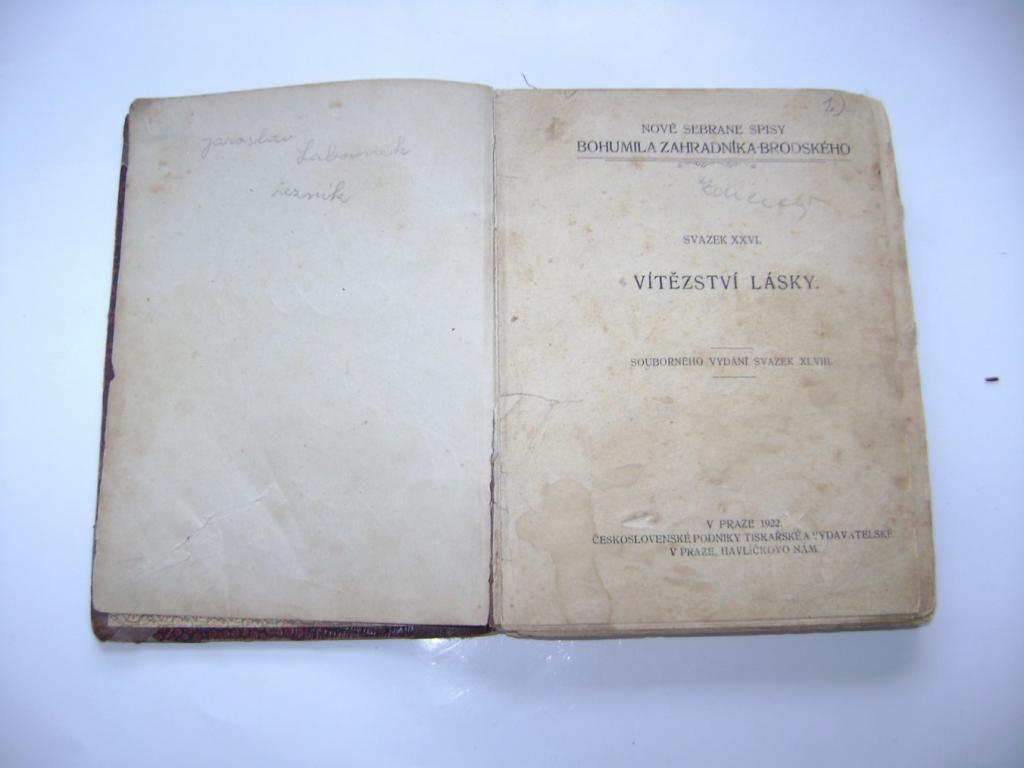 jaroslav
Labounek
řezník
1.)
NOVÉ SEBRANÉ SPISY
BOHUMILA ZAHRADNÍKA-BRODSKÉHO
SVAZEK XXVI.
VÍTĚZSTVÍ LÁSKY.
SOUBORNÉHO VYDÁNÍ SVAZEK XLVIII.
V PRAZE 1922.
ČESKOSLOVENSKÉ PODNIKY TISKAŘSKÉ A VYDAVATELSKÉ
V PRAZE, HAVLÍČKOVO NÁM.